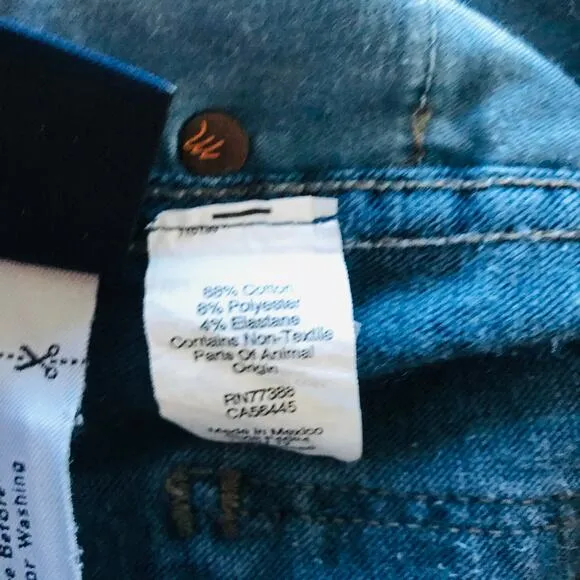 88% Cotton
8% Polyester
4% Elastane
Contains Non-Textile
Parts Of Animal
Origin
RN77388
CA56445
Made In Mexico
Before
or Washing